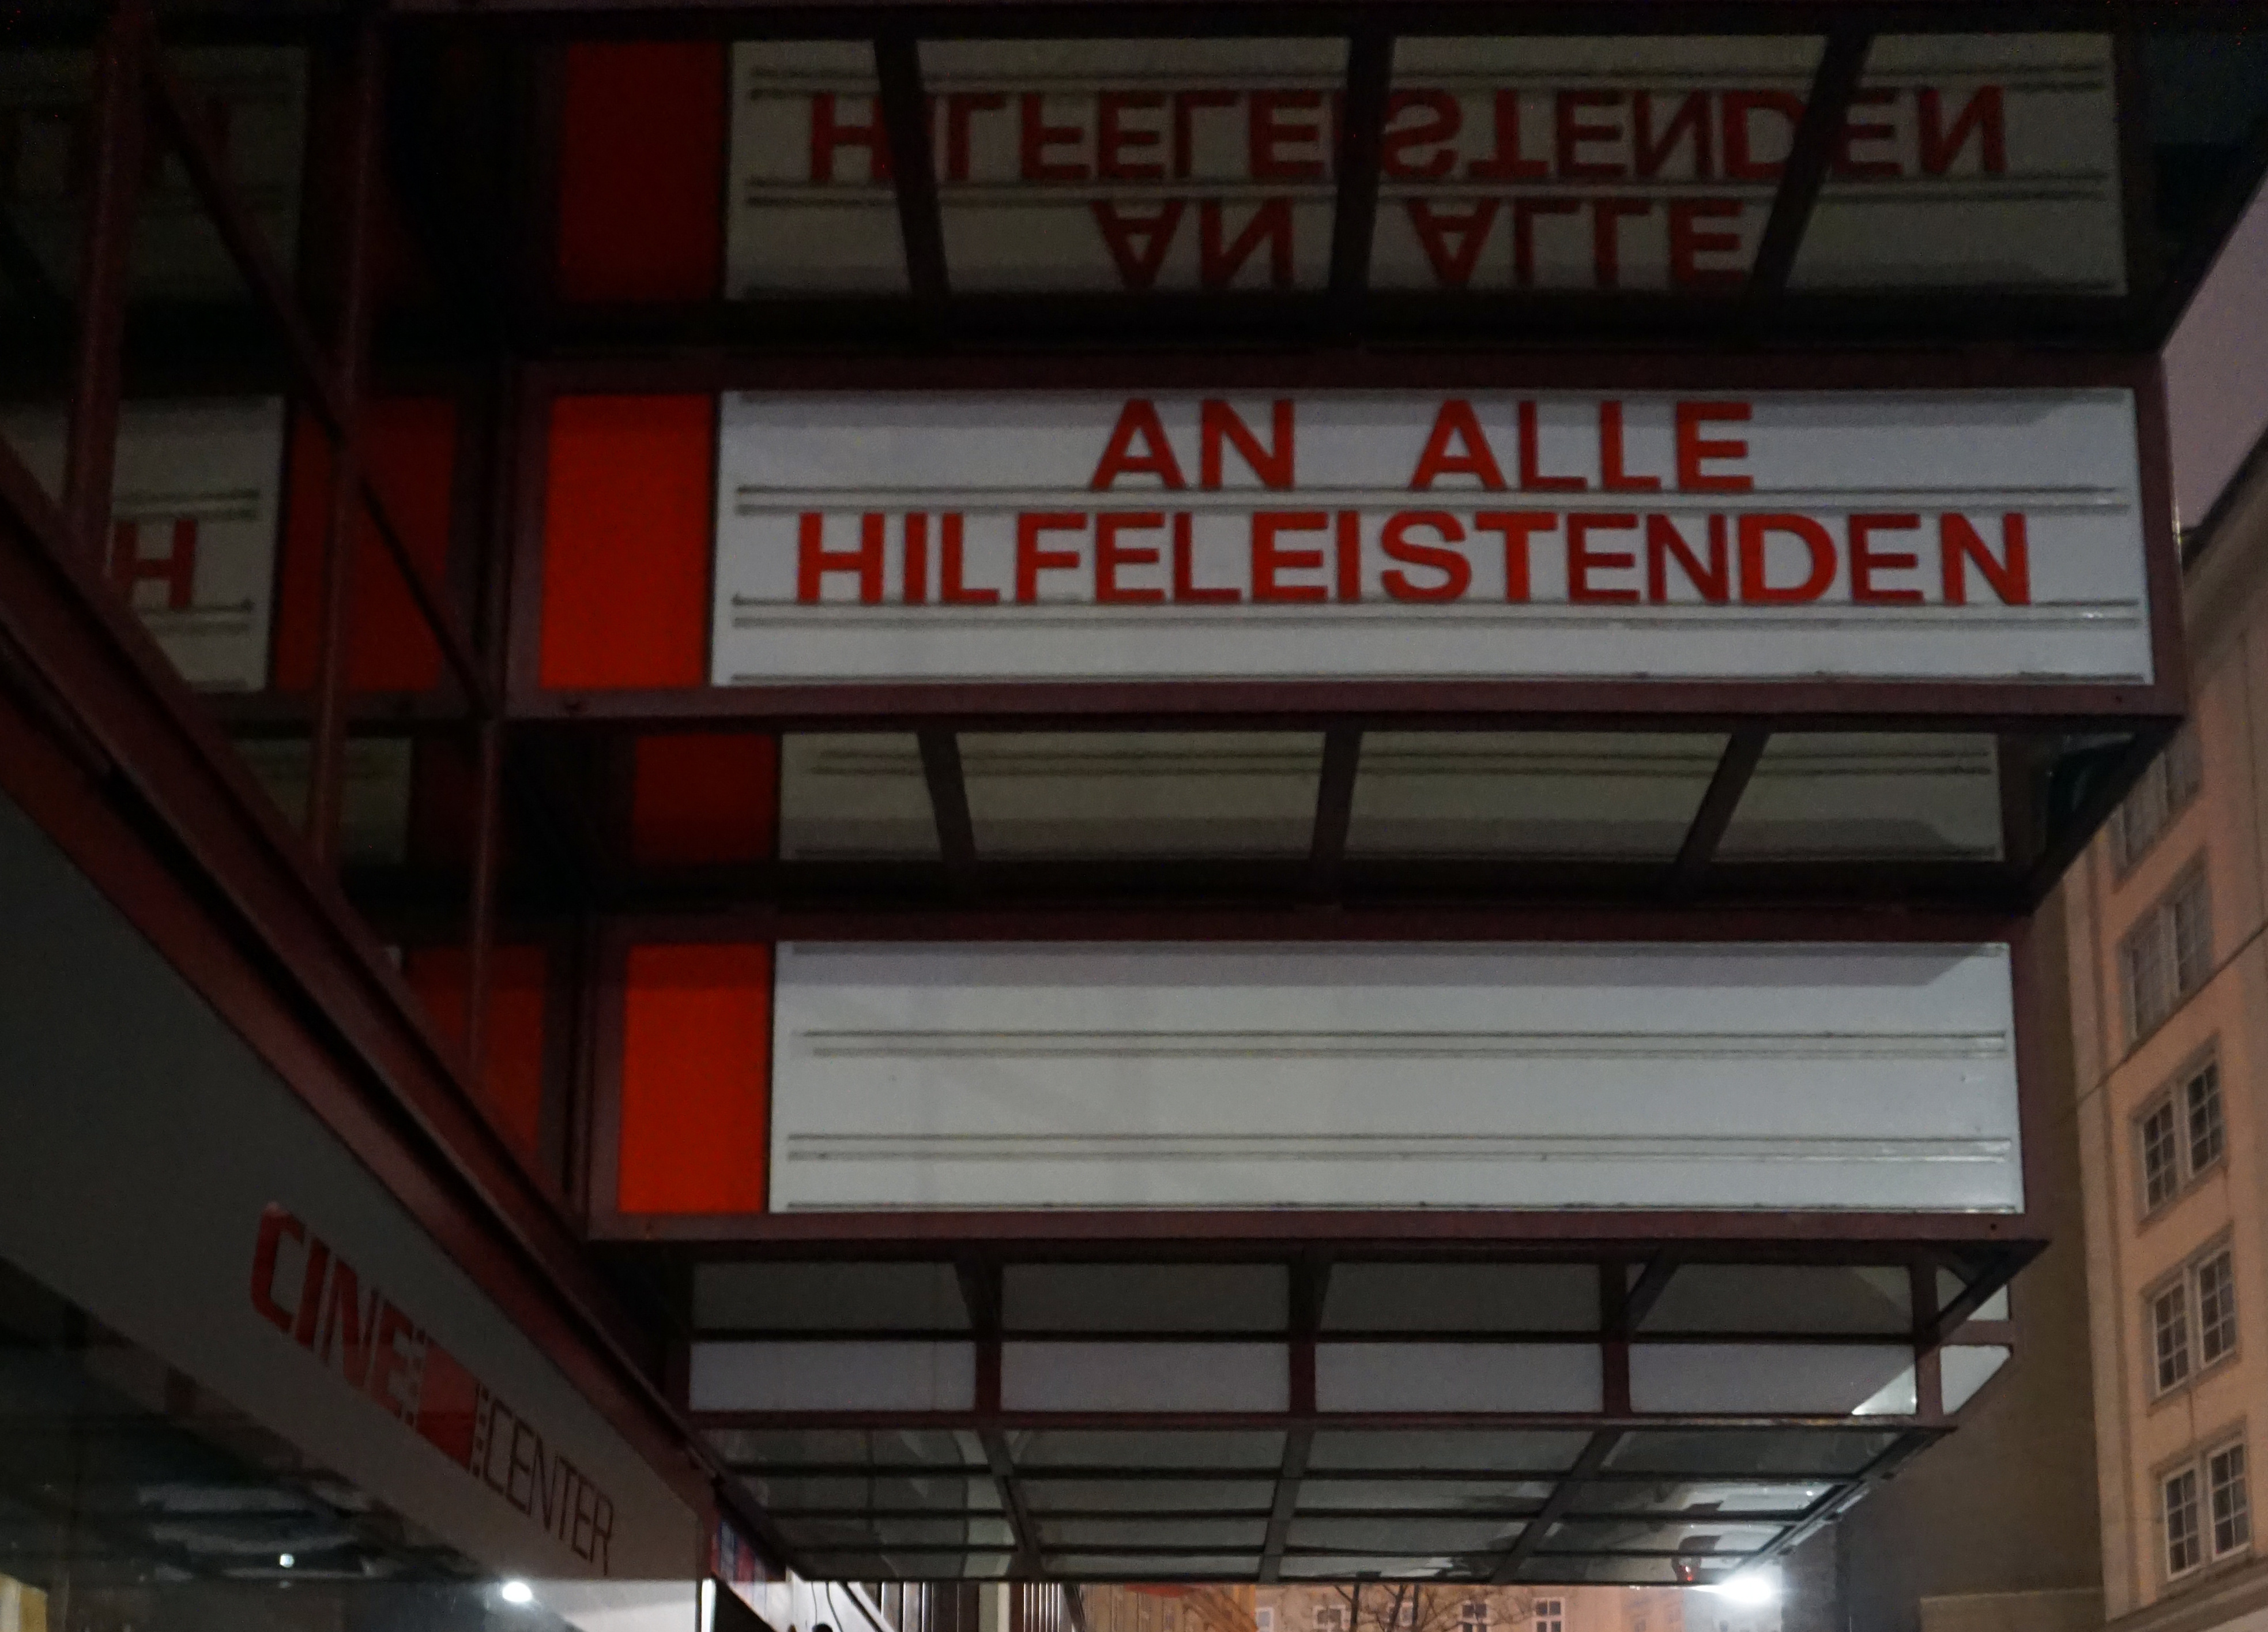 AN ALLE
HILFELEISTENDEN
H
CINE CENTER